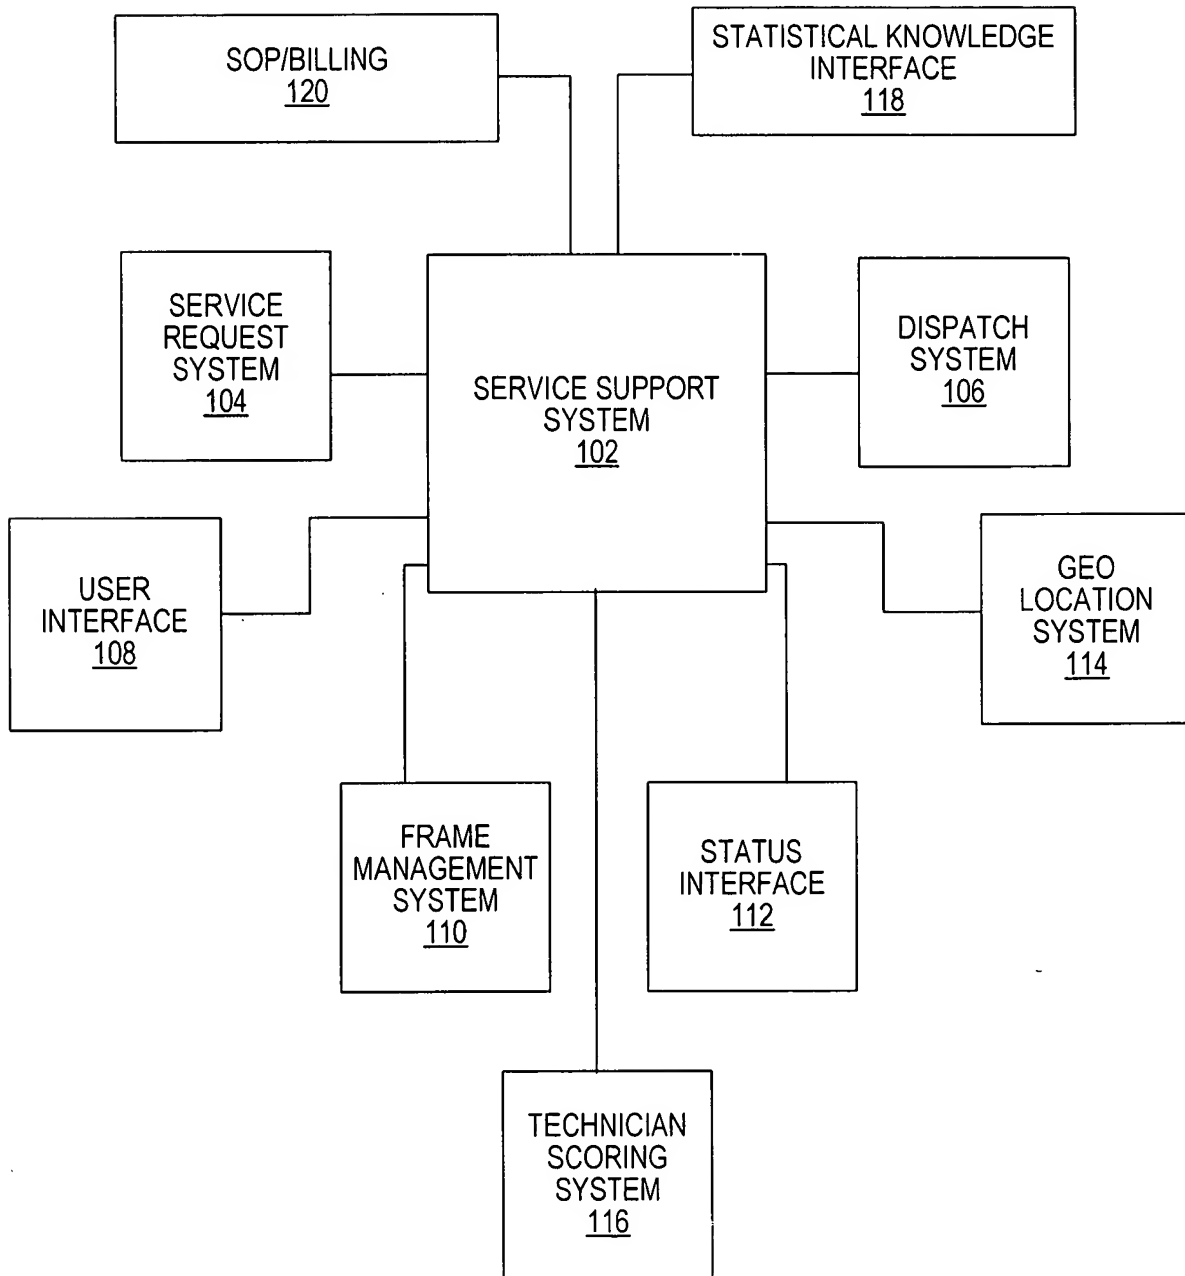 SOP/BILLING
120
STATISTICAL KNOWLEDGE
INTERFACE
118
SERVICE
REQUEST
SYSTEM
104
SERVICE SUPPORT
SYSTEM
102
DISPATCH
SYSTEM
106
USER
INTERFACE
108
GEO
LOCATION
SYSTEM
114
FRAME
MANAGEMENT
SYSTEM
110
STATUS
INTERFACE
112
TECHNICIAN
SCORING
SYSTEM
116